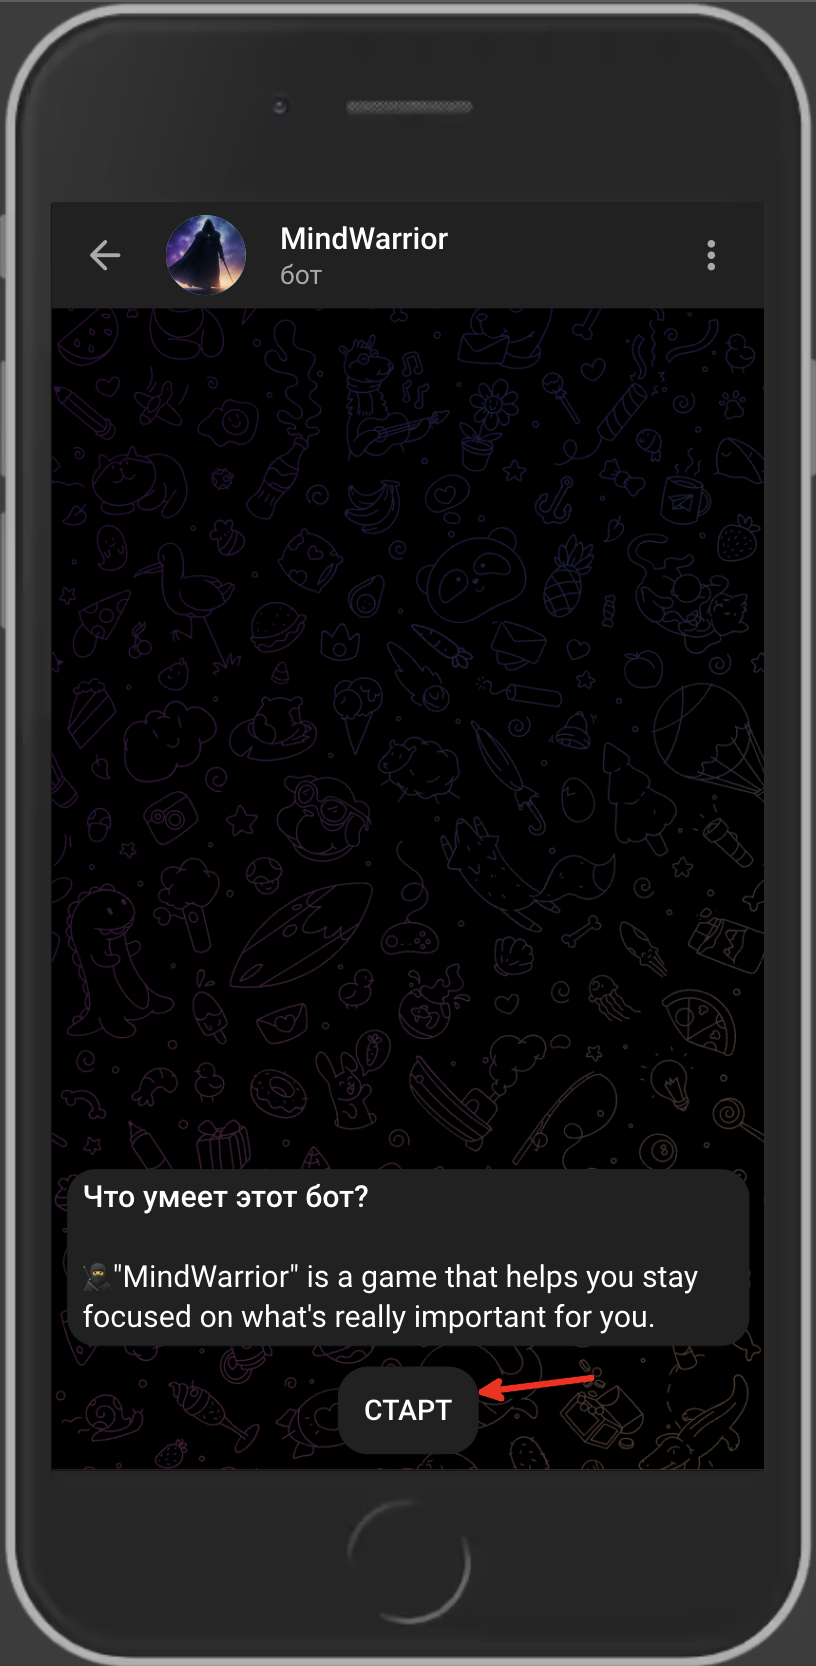 MindWarrior
бот
Что умеет этот бот?
🥷"MindWarrior" is a game that helps you stay
focused on what's really important for you.
СТАРТ